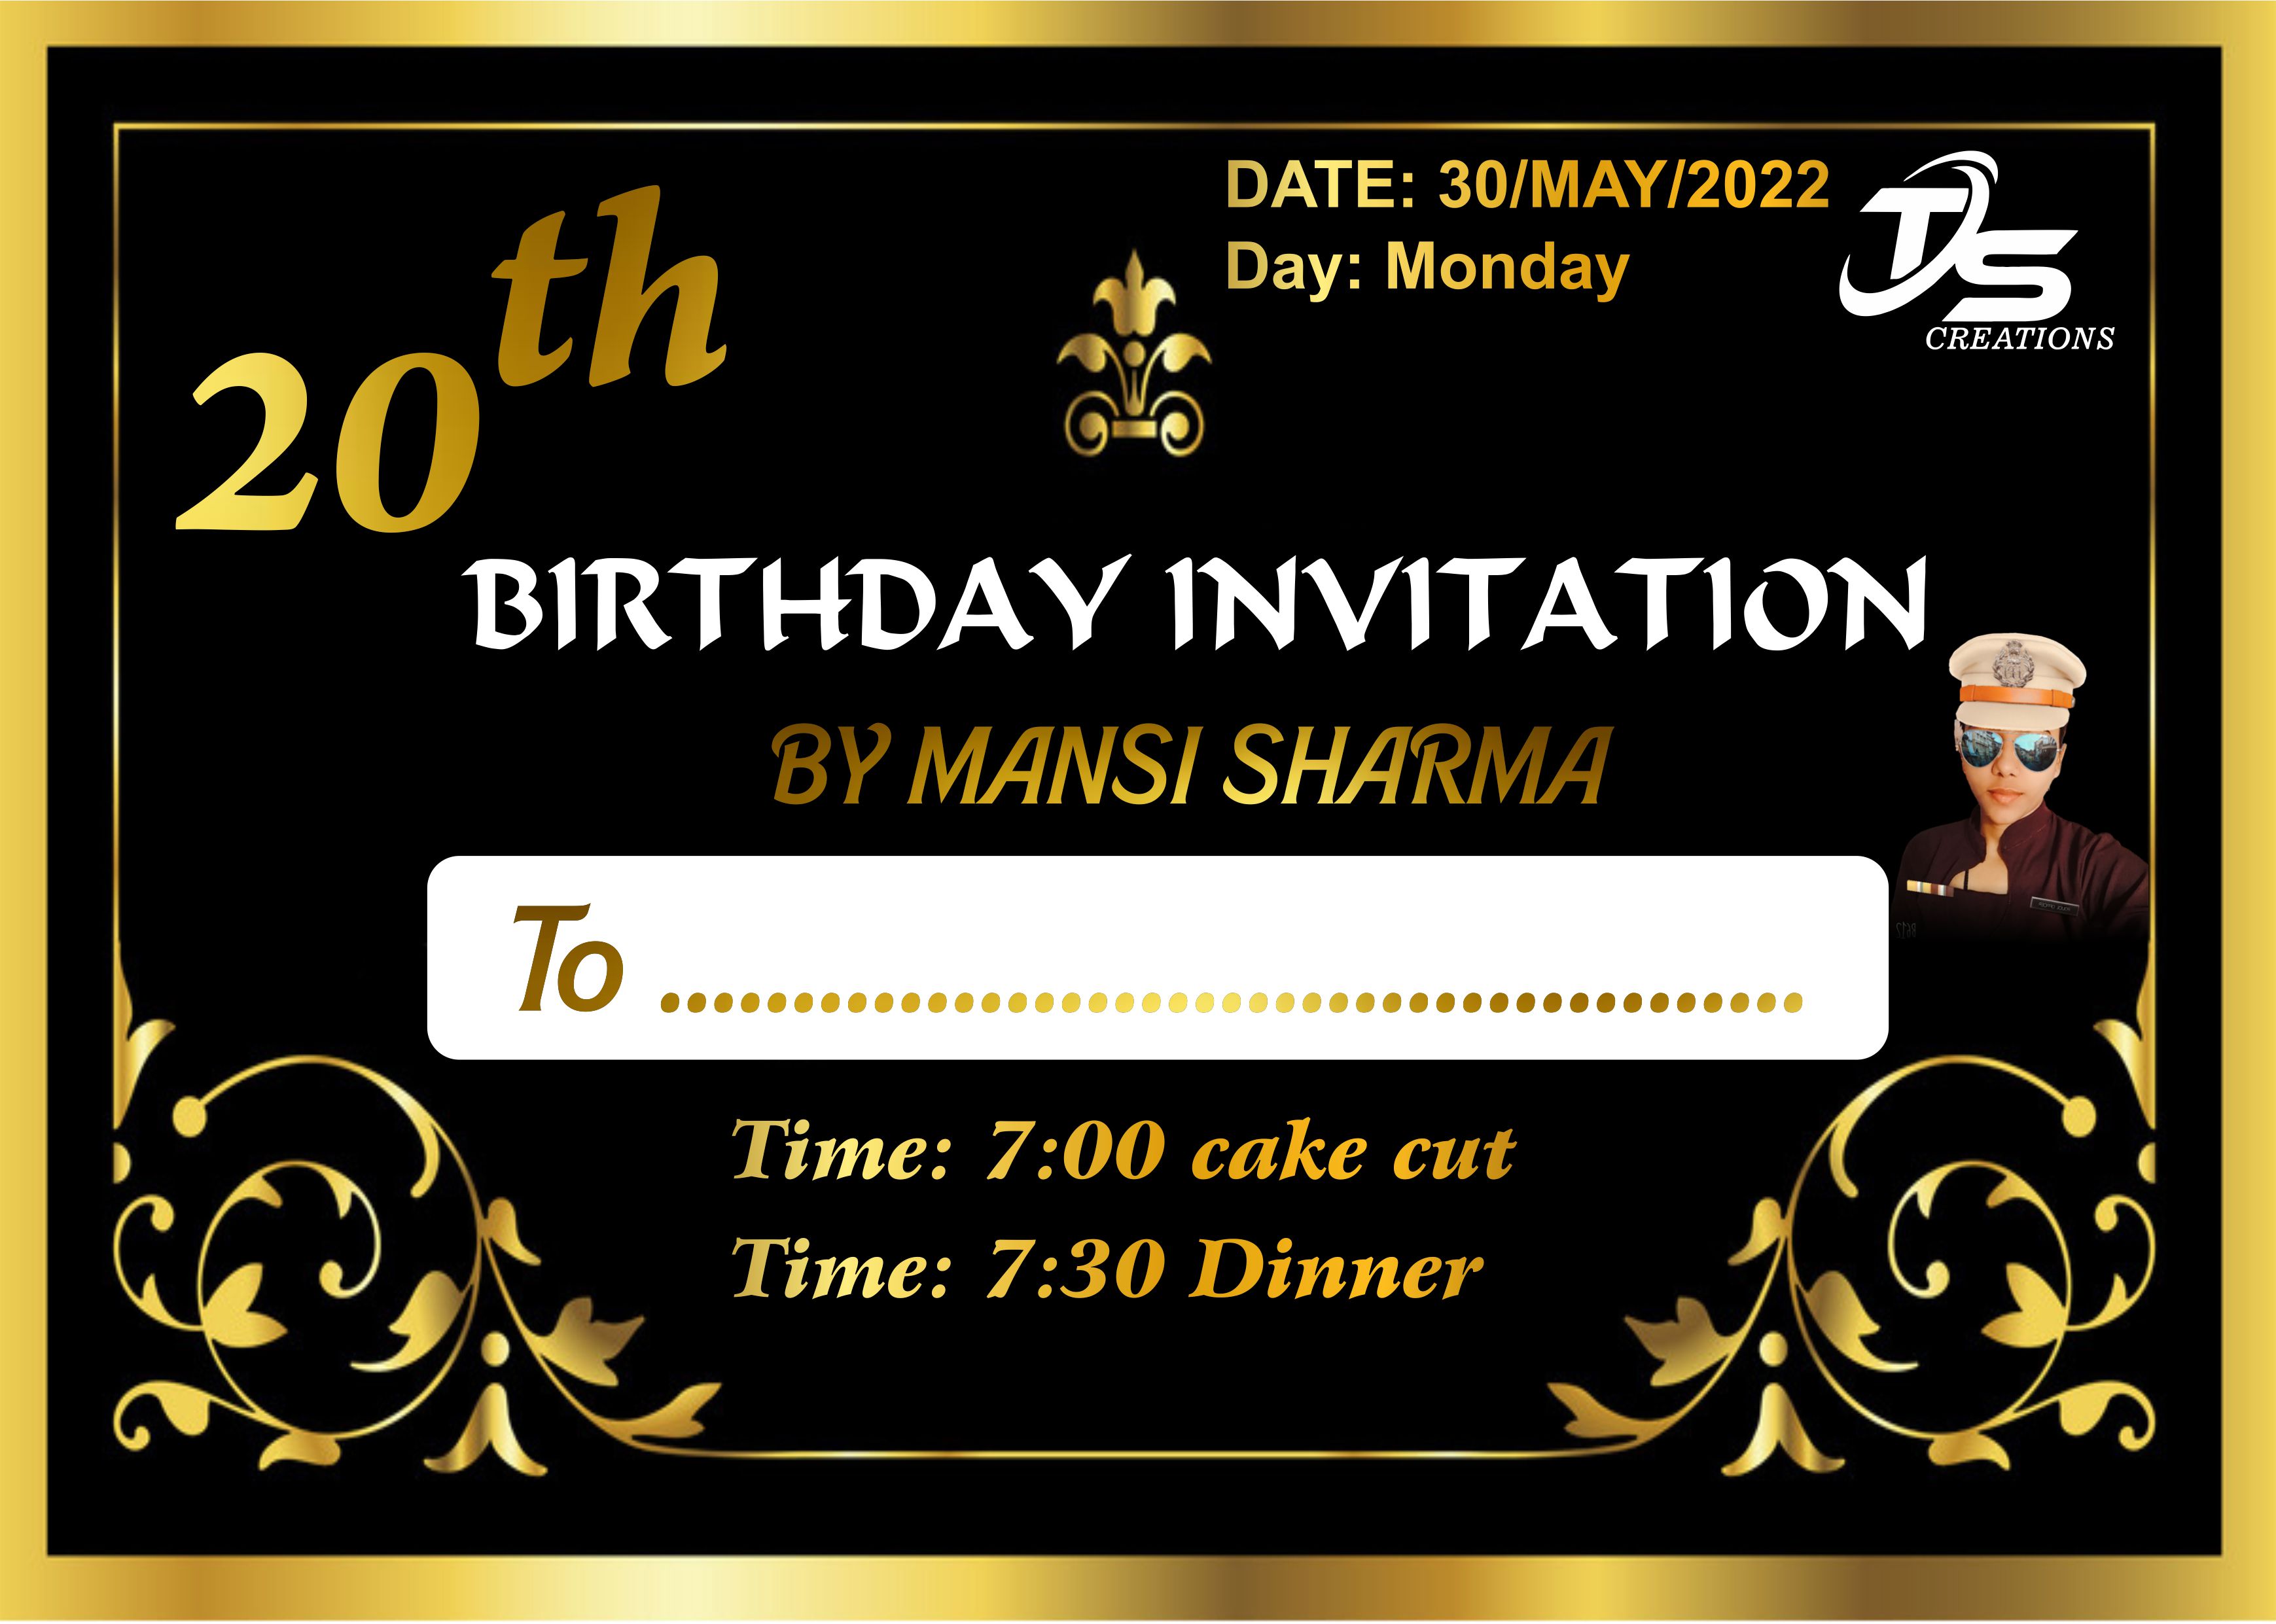 20th
DATE: 30/MAY/2022
Day: Monday
TS
CREATIONS
BIRTHDAY INVITATION
BY MANSI SHARMA
To ...........................................
Time: 7:00 cake cut
Time: 7:30 Dinner